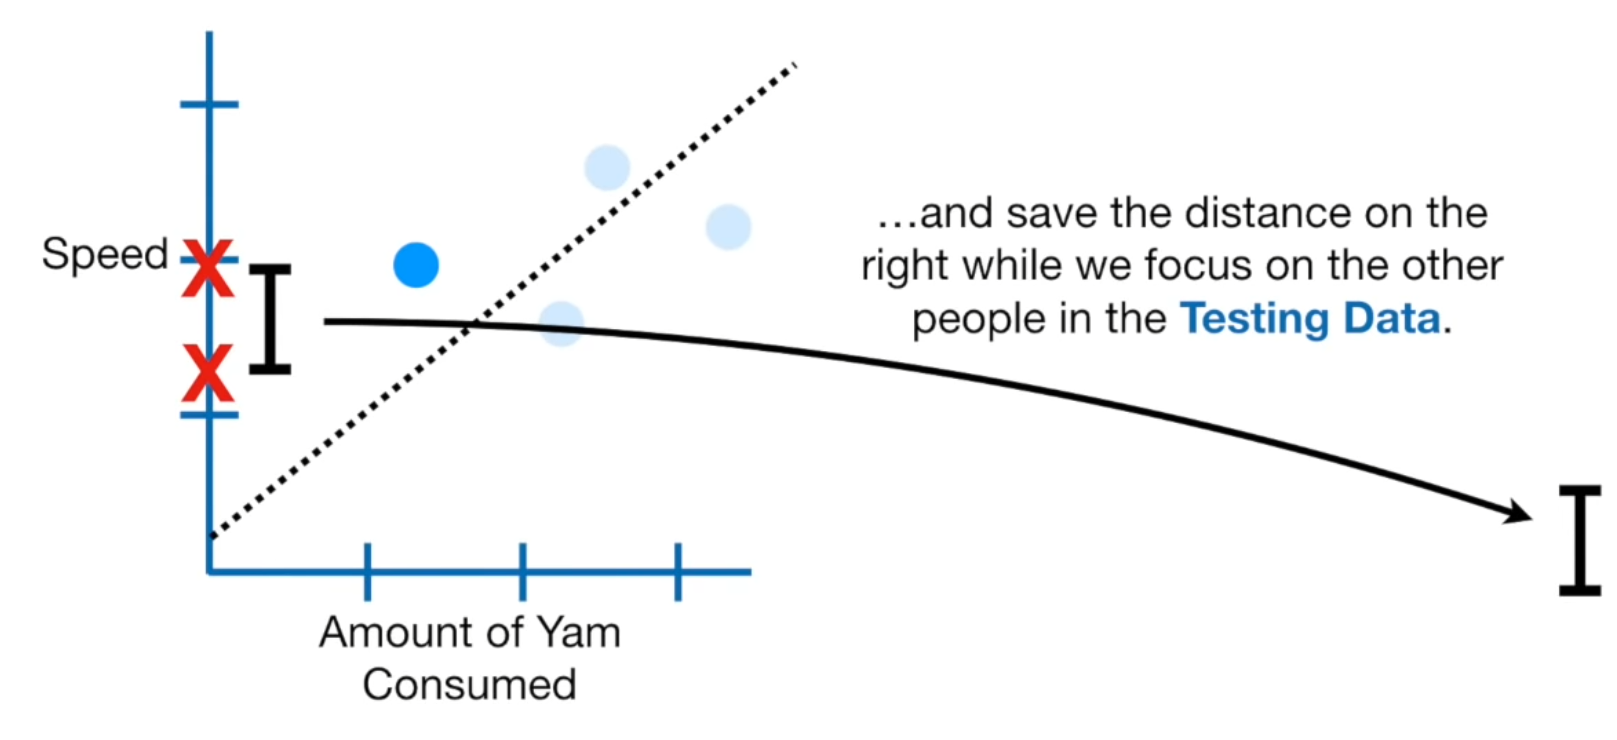 Speed
X
X
…and save the distance on the
right while we focus on the other
people in the Testing Data.
Amount of Yam
Consumed